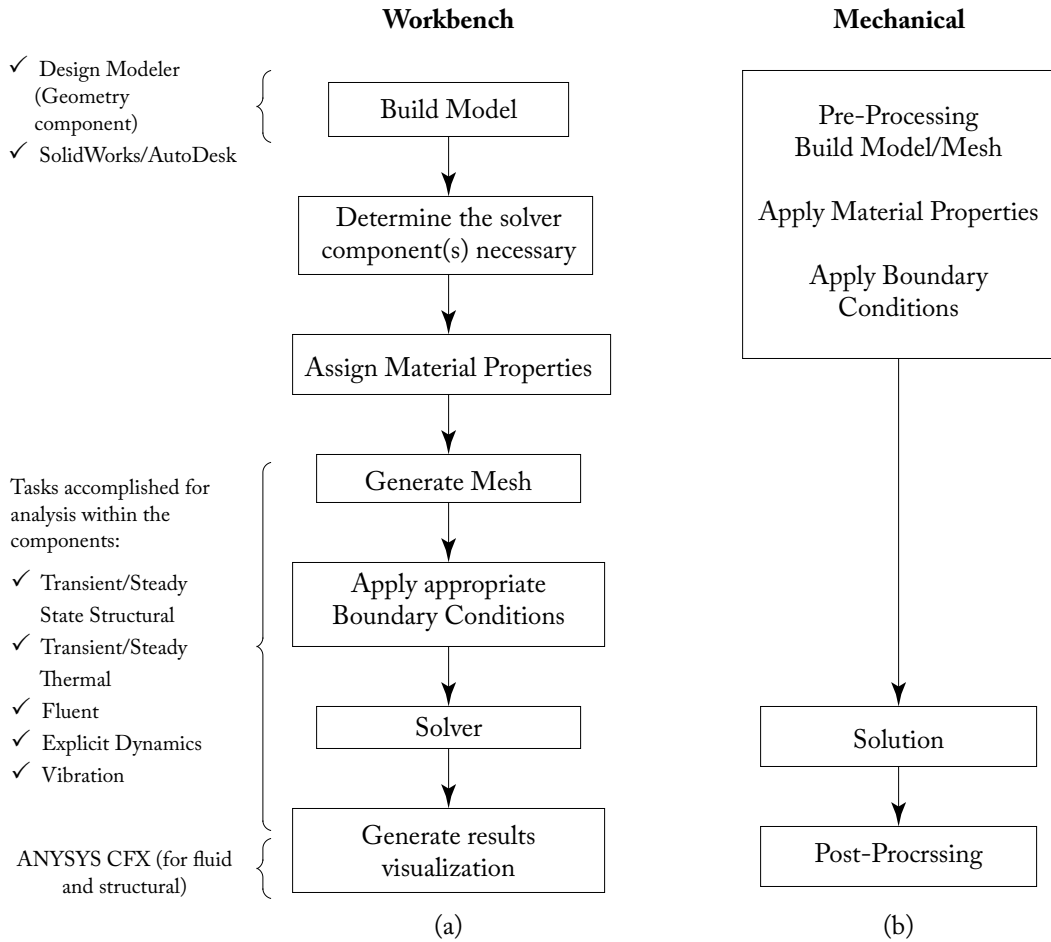 Workbench
✓ Design Modeler
(Geometry
component)
✓ SolidWorks/AutoDesk
Build Model
Determine the solver
component(s) necessary
Assign Material Properties
Tasks accomplished for
analysis within the
components:
✓ Transient/Steady
State Structural
✓ Transient/Steady
Thermal
✓ Fluent
✓ Explicit Dynamics
✓ Vibration
Generate Mesh
Apply appropriate
Boundary Conditions
Solver
Generate results
visualization
ANYSYS CFX (for fluid
and structural)
(a)
Mechanical
Pre-Processing
Build Model/Mesh
Apply Material Properties
Apply Boundary
Conditions
Solution
Post-Procrssing
(b)